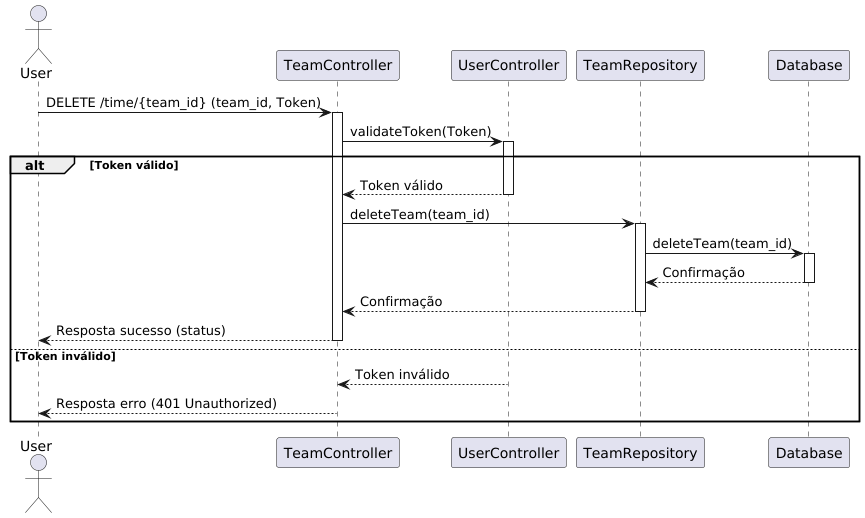 User
TeamController
UserController
TeamRepository
Database
DELETE /time/{team_id} (team_id, Token)
validateToken(Token)
alt
[Token válido]
Token válido
deleteTeam(team_id)
deleteTeam(team_id)
Confirmação
Confirmação
Resposta sucesso (status)
[Token inválido]
Token inválido
Resposta erro (401 Unauthorized)
User
TeamController
UserController
TeamRepository
Database